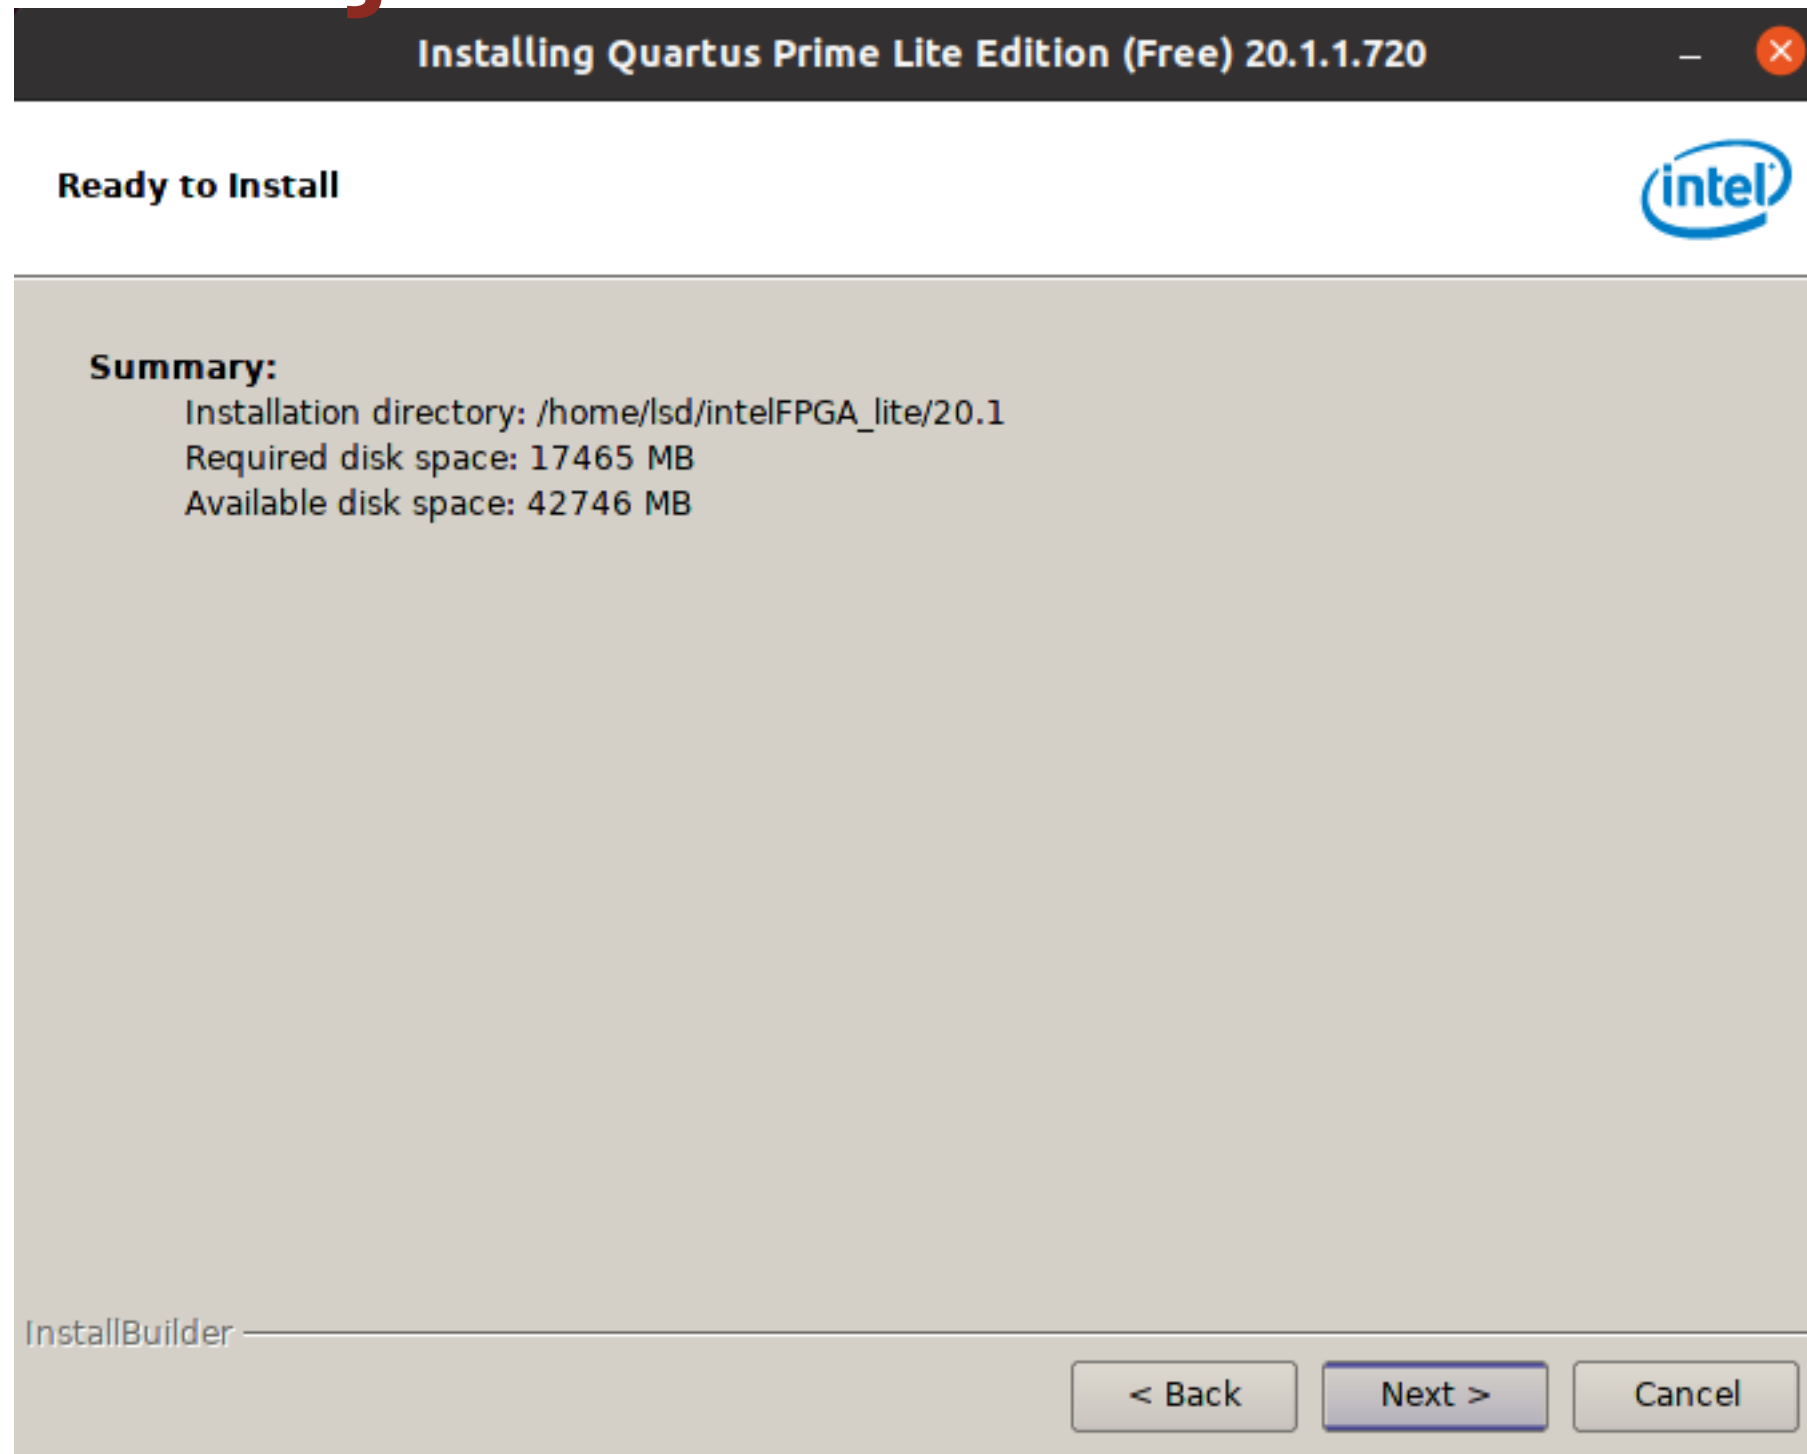 Installing Quartus Prime Lite Edition (Free) 20.1.1.720
Ready to Install
intel
Summary:
Installation directory: /home/lsd/intelFPGA_lite/20.1
Required disk space: 17465 MB
Available disk space: 42746 MB
InstallBuilder
< Back
Next >
Cancel